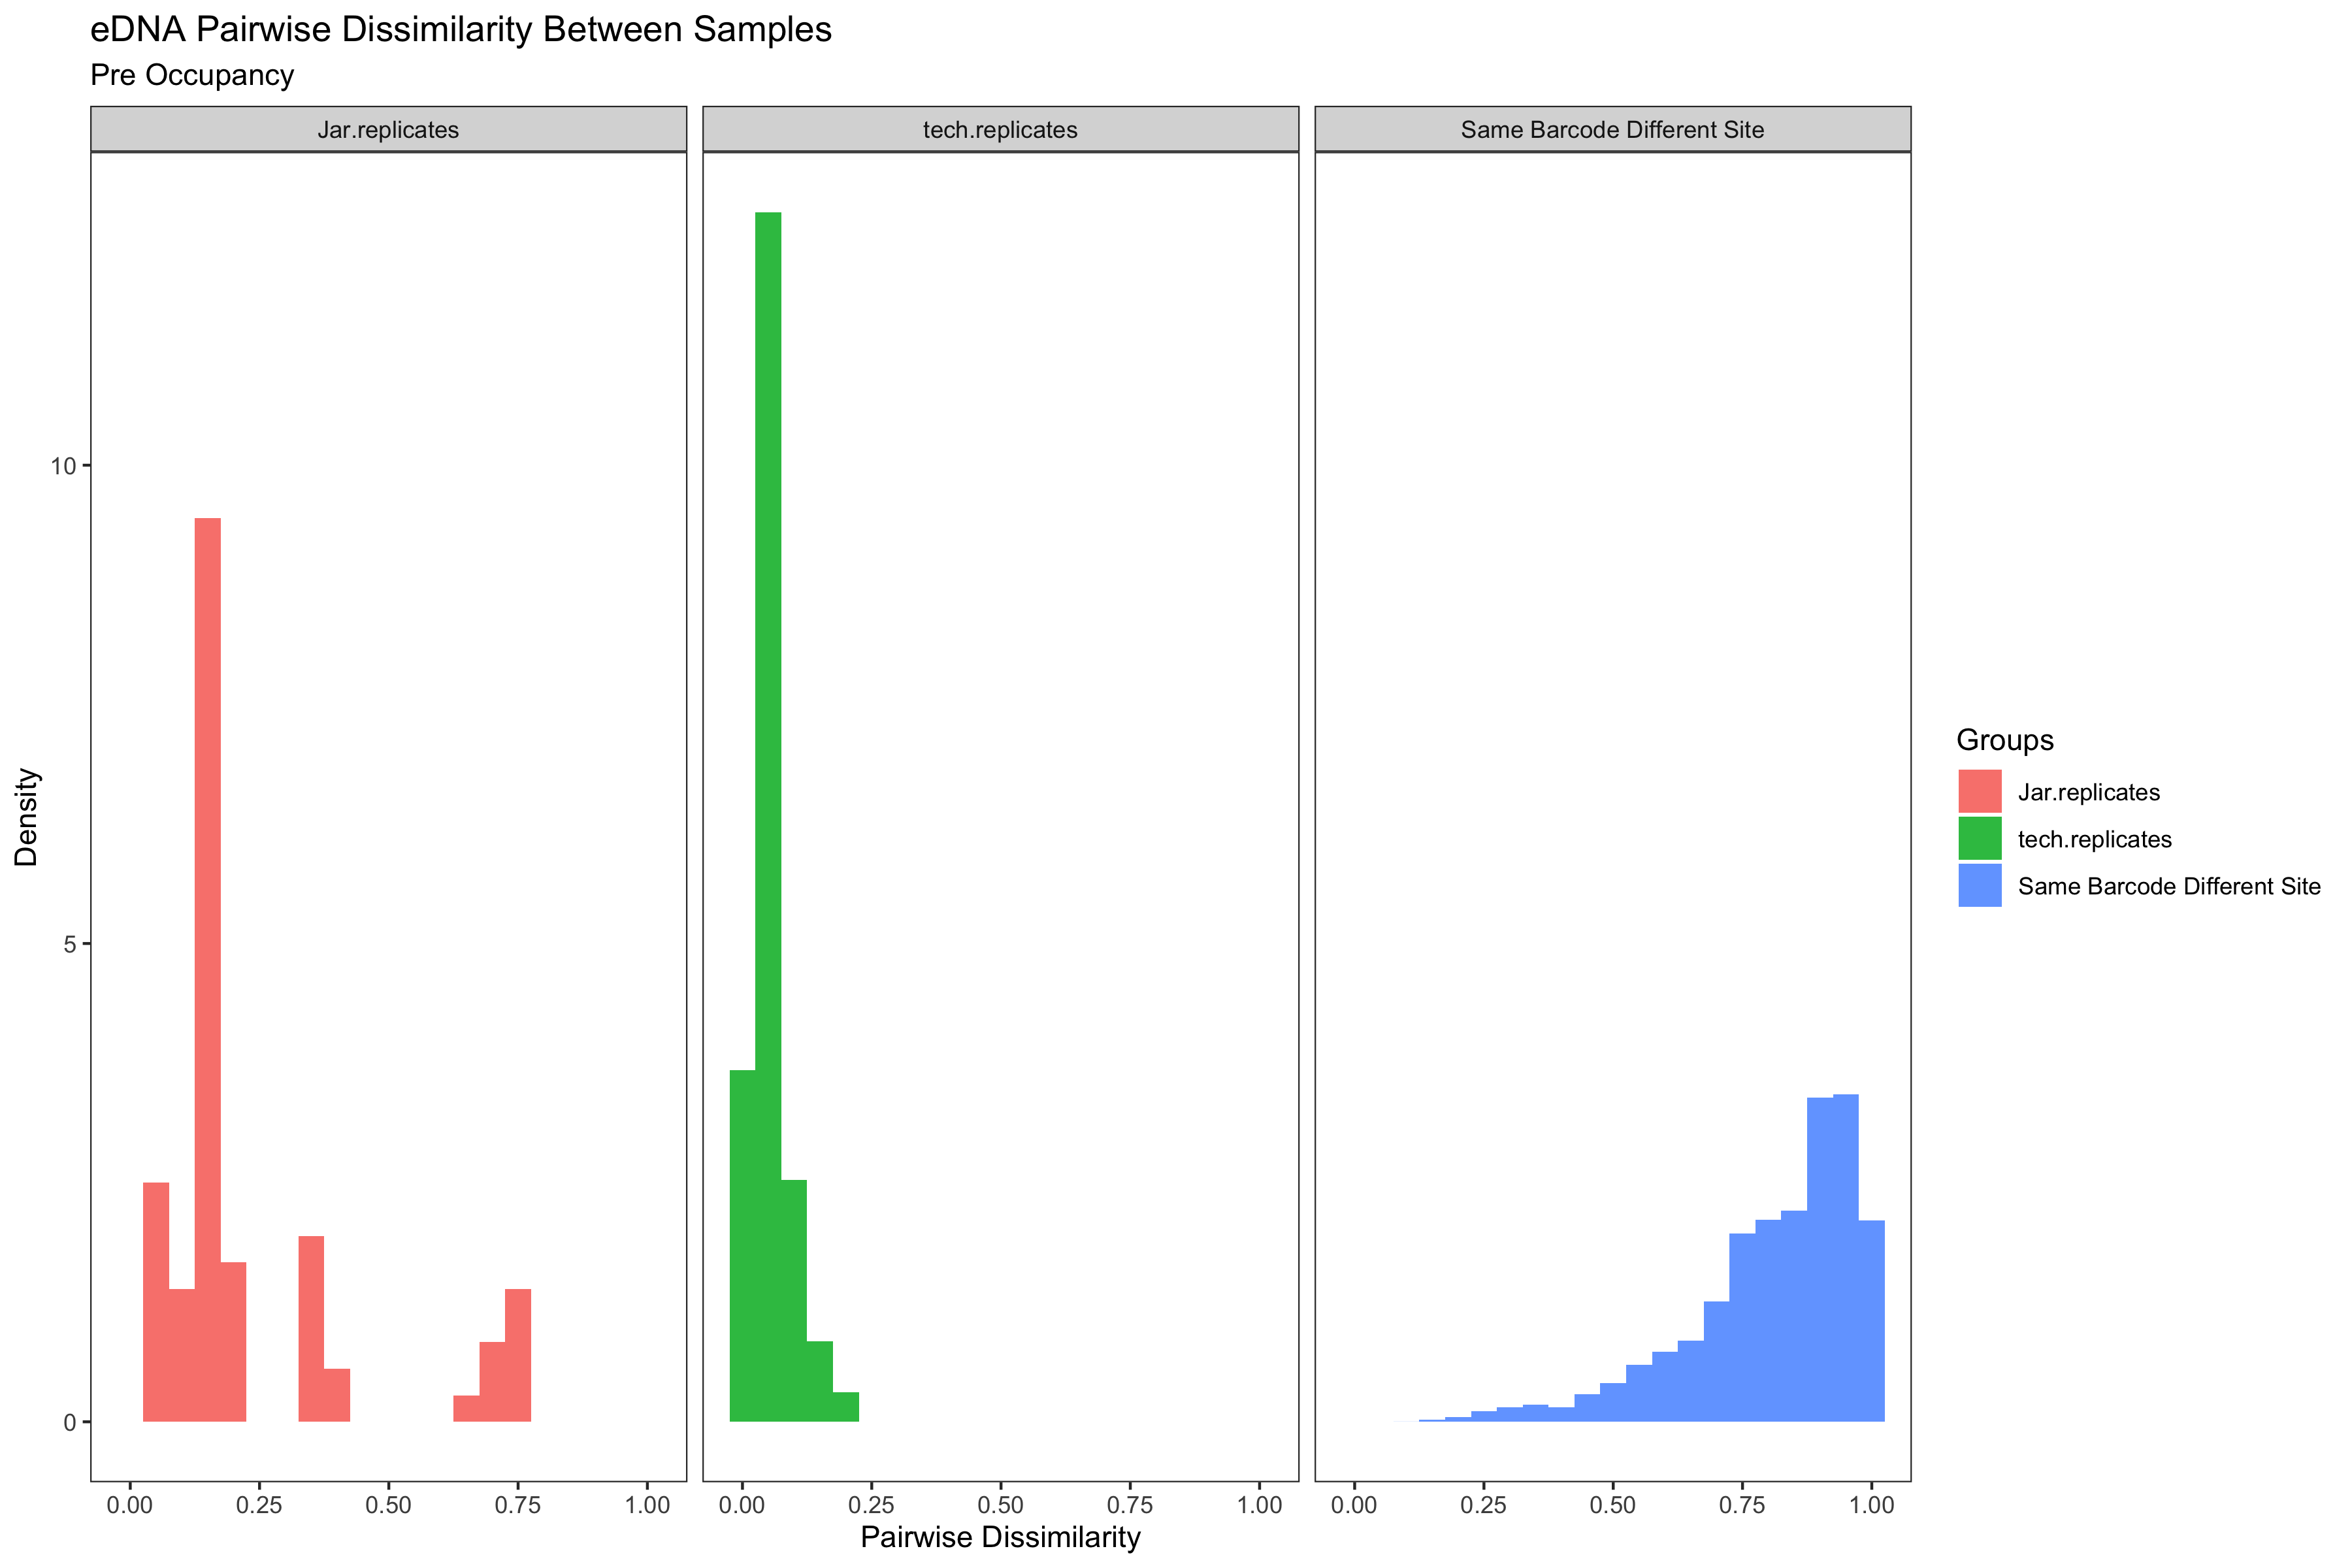 eDNA Pairwise Dissimilarity Between Samples
Pre Occupancy
Jar.replicates
tech.replicates
Same Barcode Different Site
10
5
0
Density
0.00 0.25 0.50 0.75 1.00
0.00 0.25 0.50 0.75 1.00
0.00 0.25 0.50 0.75 1.00
Pairwise Dissimilarity
Groups
Jar.replicates
tech.replicates
Same Barcode Different Site